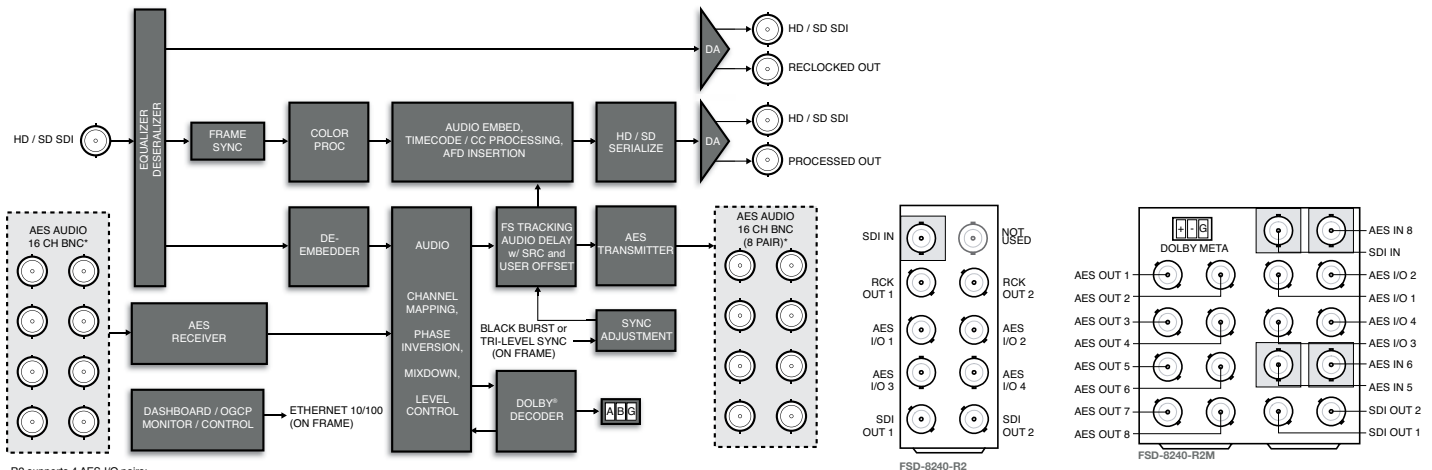 HD / SD SDI
DA
RECLOCKED OUT
HD / SD SDI
EQUALIZER
DESERALIZER
FRAME
SYNC
COLOR
PROC
AUDIO EMBED,
TIMECODE / CC PROCESSING,
AFD INSERTION
HD / SD
SERIALIZE
DA
HD / SD SDI
PROCESSED OUT
AES AUDIO
16 CH BNC*
DE-
EMBEDDER
AUDIO
CHANNEL
MAPPING,
PHASE
INVERSION,
MIXDOWN,
LEVEL
CONTROL
FS TRACKING
AUDIO DELAY
w/ SRC and
USER OFFSET
AES
TRANSMITTER
AES AUDIO
16 CH BNC
(8 PAIR)*
AES
RECEIVER
BLACK BURST or
TRI-LEVEL SYNC
(ON FRAME)
SYNC
ADJUSTMENT
DASHBOARD / OGCP
MONITOR / CONTROL
ETHERNET 10/100
(ON FRAME)
DOLBY®
DECODER
A B G
SDI IN
NOT
USED
RCK
OUT 1
RCK
OUT 2
AES
I/O 1
AES
I/O 2
AES
I/O 3
AES
I/O 4
SDI
OUT 1
SDI
OUT 2
FSD-8240-R2
+ - G
DOLBY META
AES IN 8
SDI IN
AES OUT 1
AES OUT 2
AES I/O 2
AES I/O 1
AES OUT 3
AES OUT 4
AES I/O 4
AES I/O 3
AES OUT 5
AES OUT 6
AES IN 6
AES IN 5
AES OUT 7
AES OUT 8
SDI OUT 2
SDI OUT 1
FSD-8240-R2M